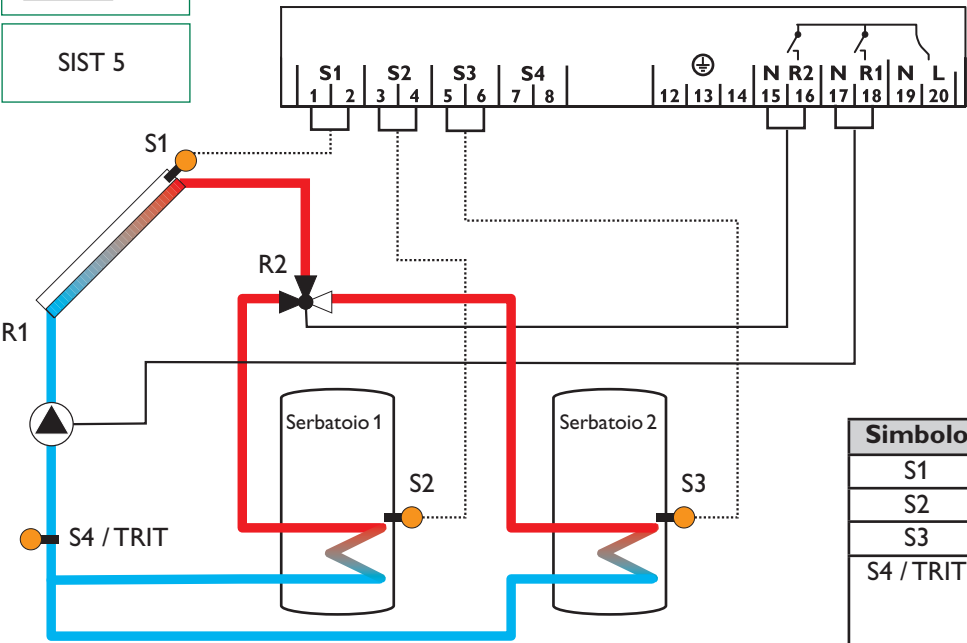 SIST 5
S1 S2 S3 S4 N R2 N R1 N L
1 2 3 4 5 6 7 8 12 13 14 15 16 17 18 19 20
S1
R2
R1
Serbatoio 1
Serbatoio 2
S2
S3
S4 / TRIT
Simbolo
S1
S2
S3
S4 / TRIT